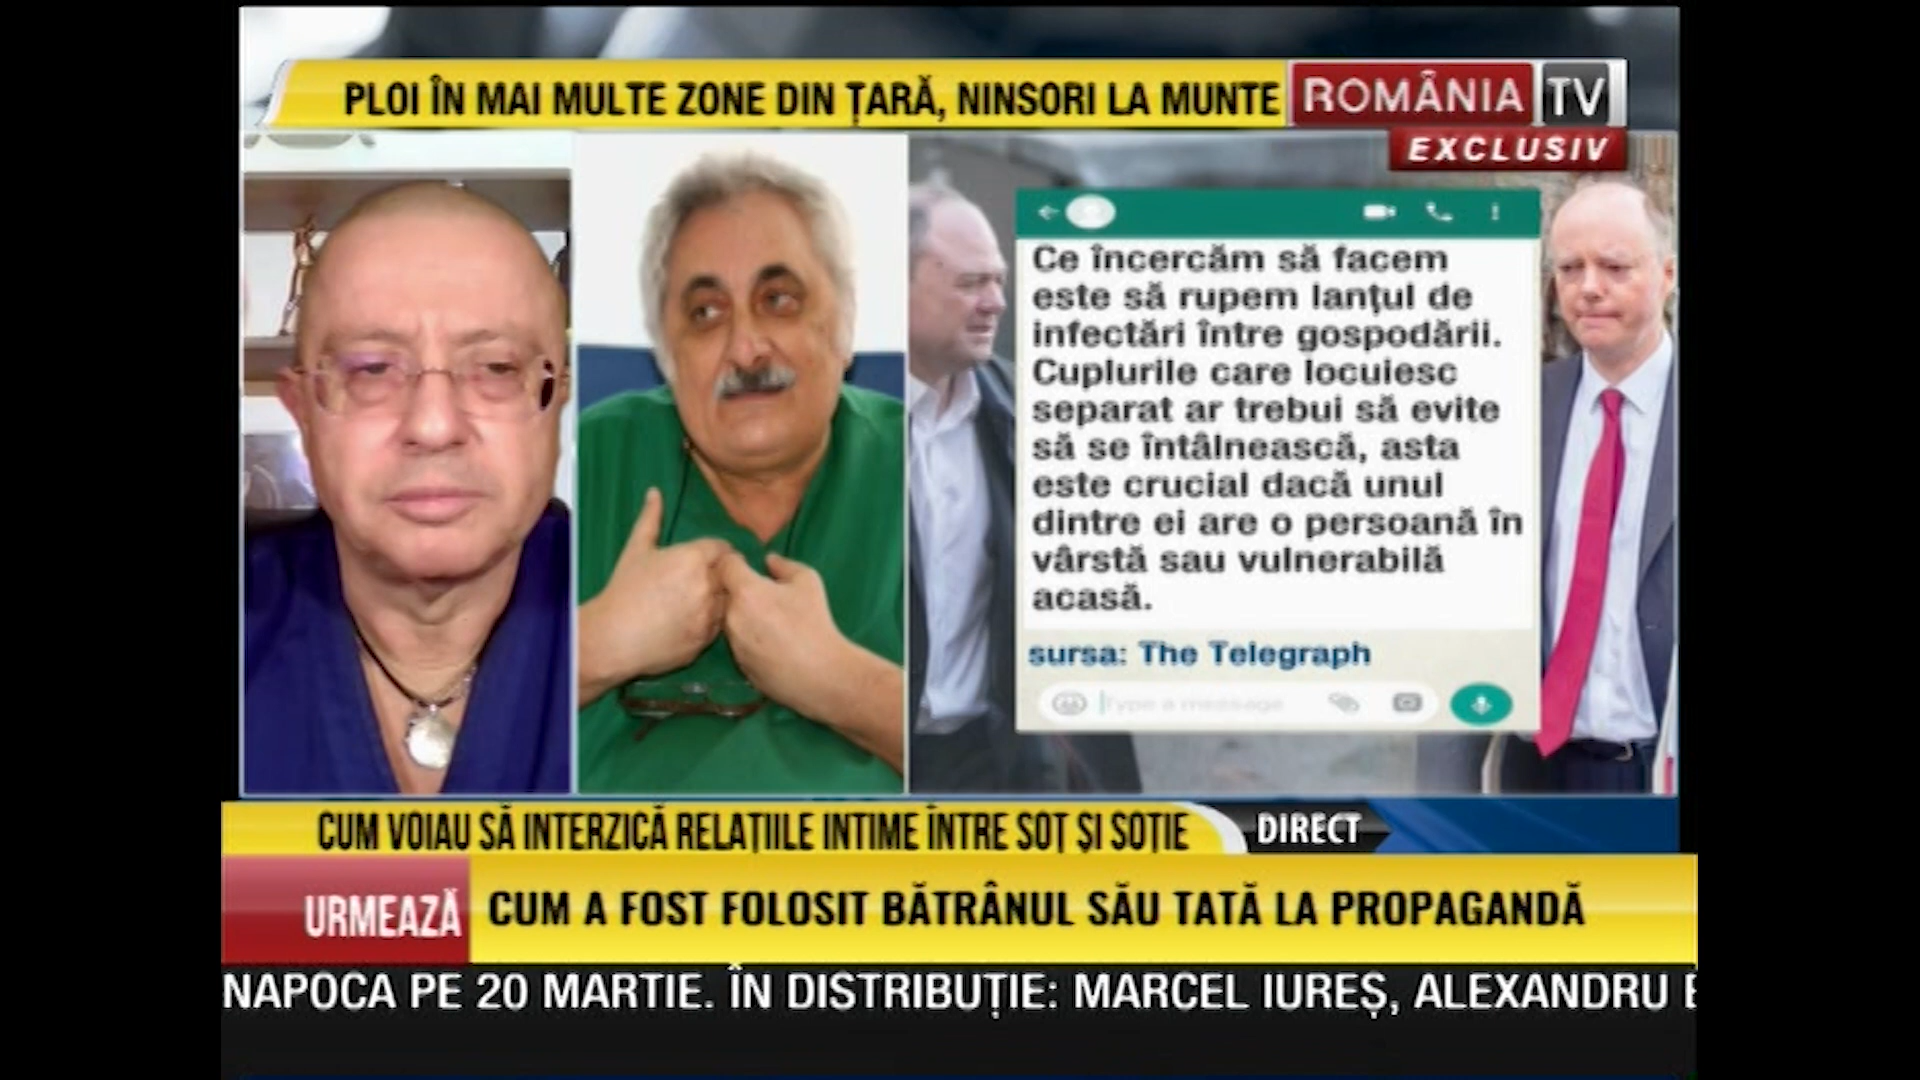 PLOI ÎN MAI MULTE ZONE DIN ȚARĂ, NINSORI LA MUNTE
ROMÂNIA TV
EXCLUSIV
Ce încercăm să facem
este să rupem lanţul de
infectări între gospodării.
Cuplurile care locuiesc
separat ar trebui să evite
să se întâlnească, asta
este crucial dacă unul
dintre ei are o persoană în
vârstă sau vulnerabilă
acasă.
sursa: The Telegraph
Type a message
CUM VOIAU SĂ INTERZICĂ RELAȚIILE INTIME ÎNTRE SOȚ ȘI SOȚIE
DIRECT
URMEAZĂ
CUM A FOST FOLOSIT BĂTRÂNUL SĂU TATĂ LA PROPAGANDĂ
NAPOCA PE 20 MARTIE. ÎN DISTRIBUȚIE: MARCEL IUREȘ, ALEXANDRU